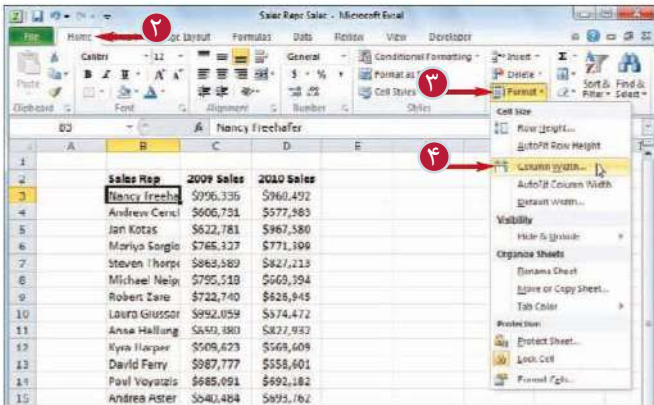 Sales Reps Sales - Microsoft Excel
File Home Page Layout Formulas Data Review View Developer
۲
Calibri 12 General Conditional Formatting Insert
B I U A A $ % , Format as Delete Sort & Find &
Paste Cell Styles Format Filter Select
Clipboard Font Alignment Number Styles
۳
B3 Nancy Freehafer
Cell Size
Row Height...
AutoFit Row Height
۴
Column Width...
AutoFit Column Width
Default Width...
Visibility
Hide & Unhide
Organize Sheets
Rename Sheet
Move or Copy Sheet...
Tab Color
Protection
Protect Sheet...
Lock Cell
Format Cells...
A B C D E
1
2 Sales Rep 2009 Sales 2010 Sales
3 Nancy Freeha $996,336 $960,492
4 Andrew Cenci $606,731 $577,983
5 Jan Kotas $622,781 $967,580
6 Mariya Sergie $765,327 $771,399
7 Steven Thorpe $863,589 $827,213
8 Michael Neipp $795,518 $669,394
9 Robert Zare $722,740 $626,945
10 Laura Giussar $992,059 $574,472
11 Anne Hellung $659,380 $827,932
12 Kyra Harper $509,623 $569,609
13 David Ferry $987,777 $558,601
14 Paul Voyatzis $685,091 $692,182
15 Andrea Aster $540,484 $693,762